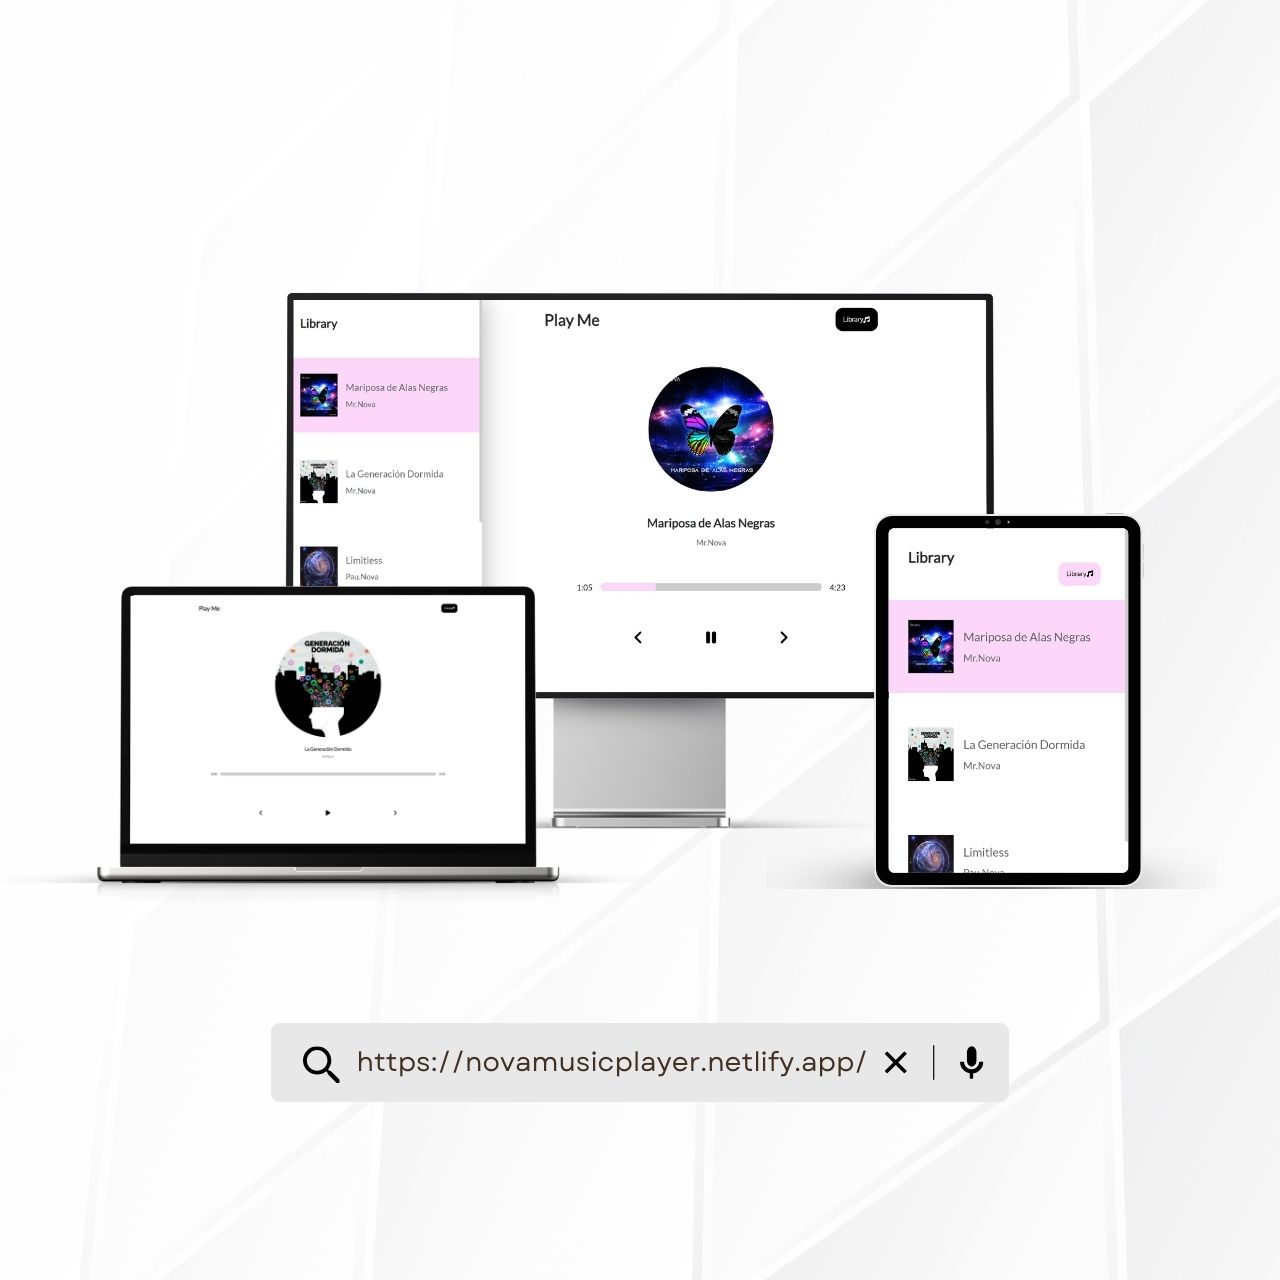 Library
Mariposa de Alas Negras
Mr.Nova
La Generación Dormida
Mr.Nova
Limitless
Pau.Nova
Play Me
Library
MARIPOSA DE ALAS NEGRAS
Mariposa de Alas Negras
Mr.Nova
1:05
4:23
Play Me
GENERACIÓN
DORMIDA
La Generación Dormida
Library
Library
Mariposa de Alas Negras
Mr.Nova
La Generación Dormida
Mr.Nova
Limitless
Pau.Nova
https://novamusicplayer.netlify.app/